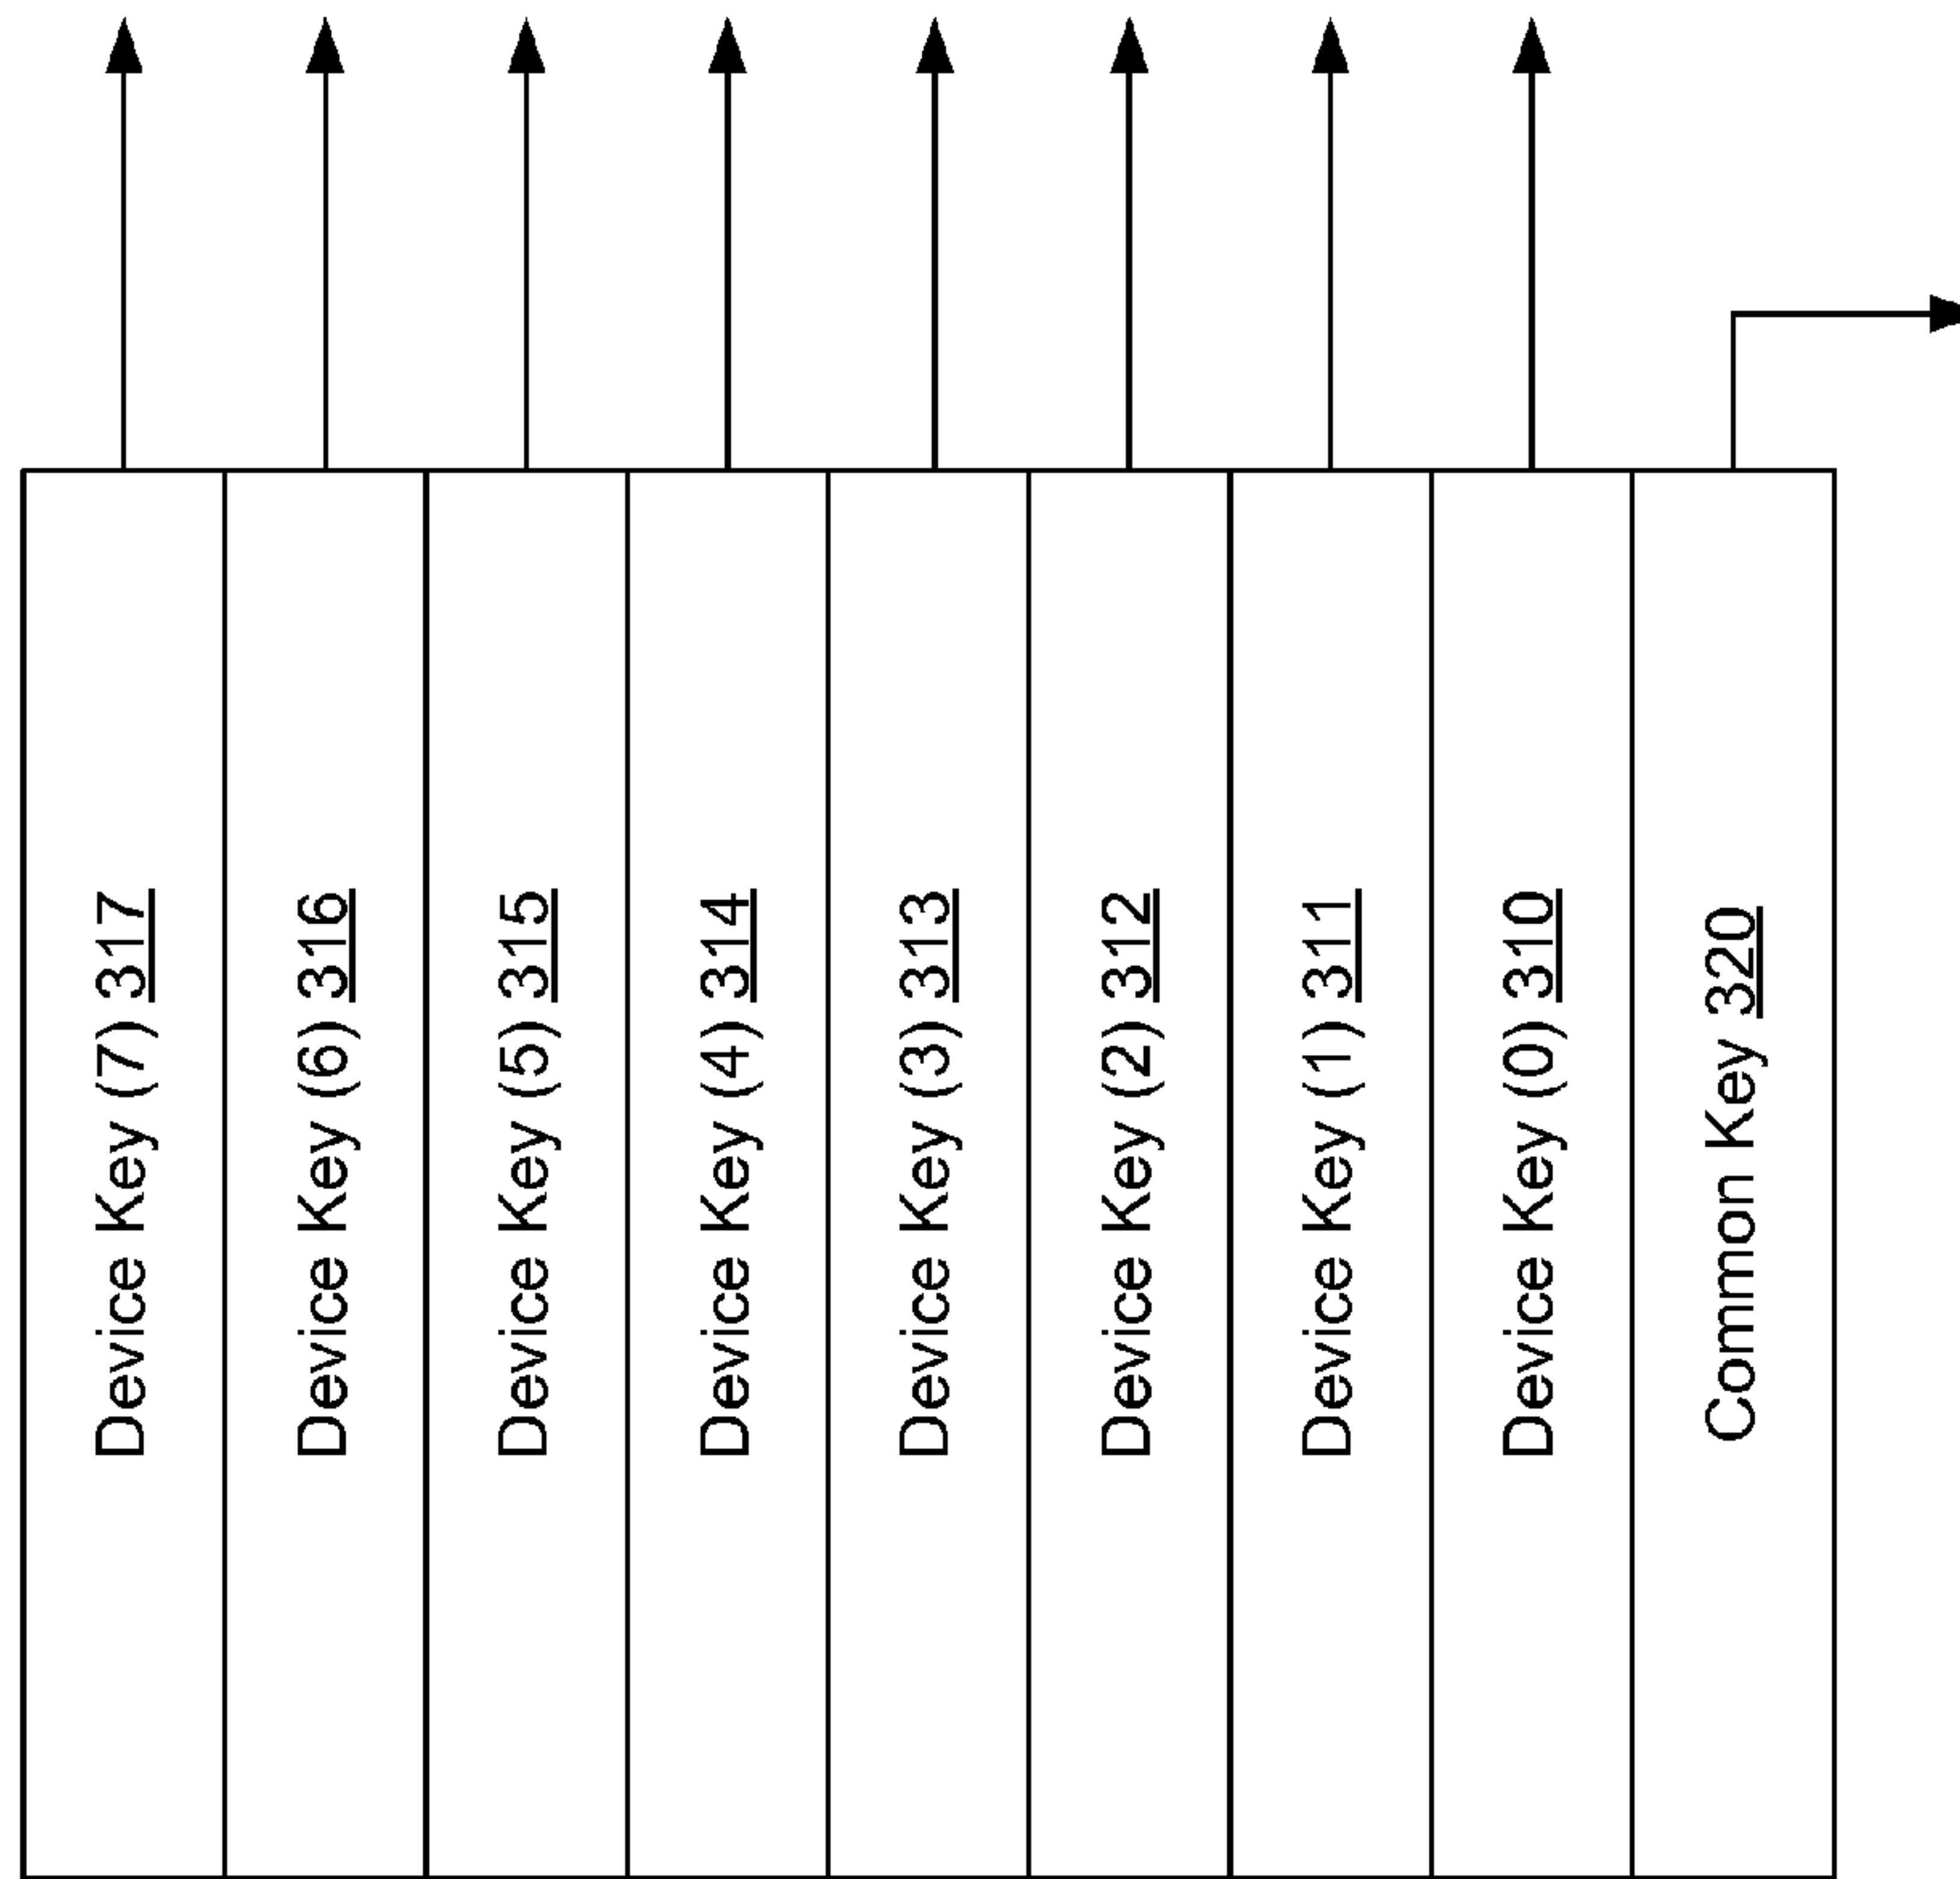 Device Key (7) 317
Device Key (6) 316
Device Key (5) 315
Device Key (4) 314
Device Key (3) 313
Device Key (2) 312
Device Key (1) 311
Device Key (0) 310
Common Key 320